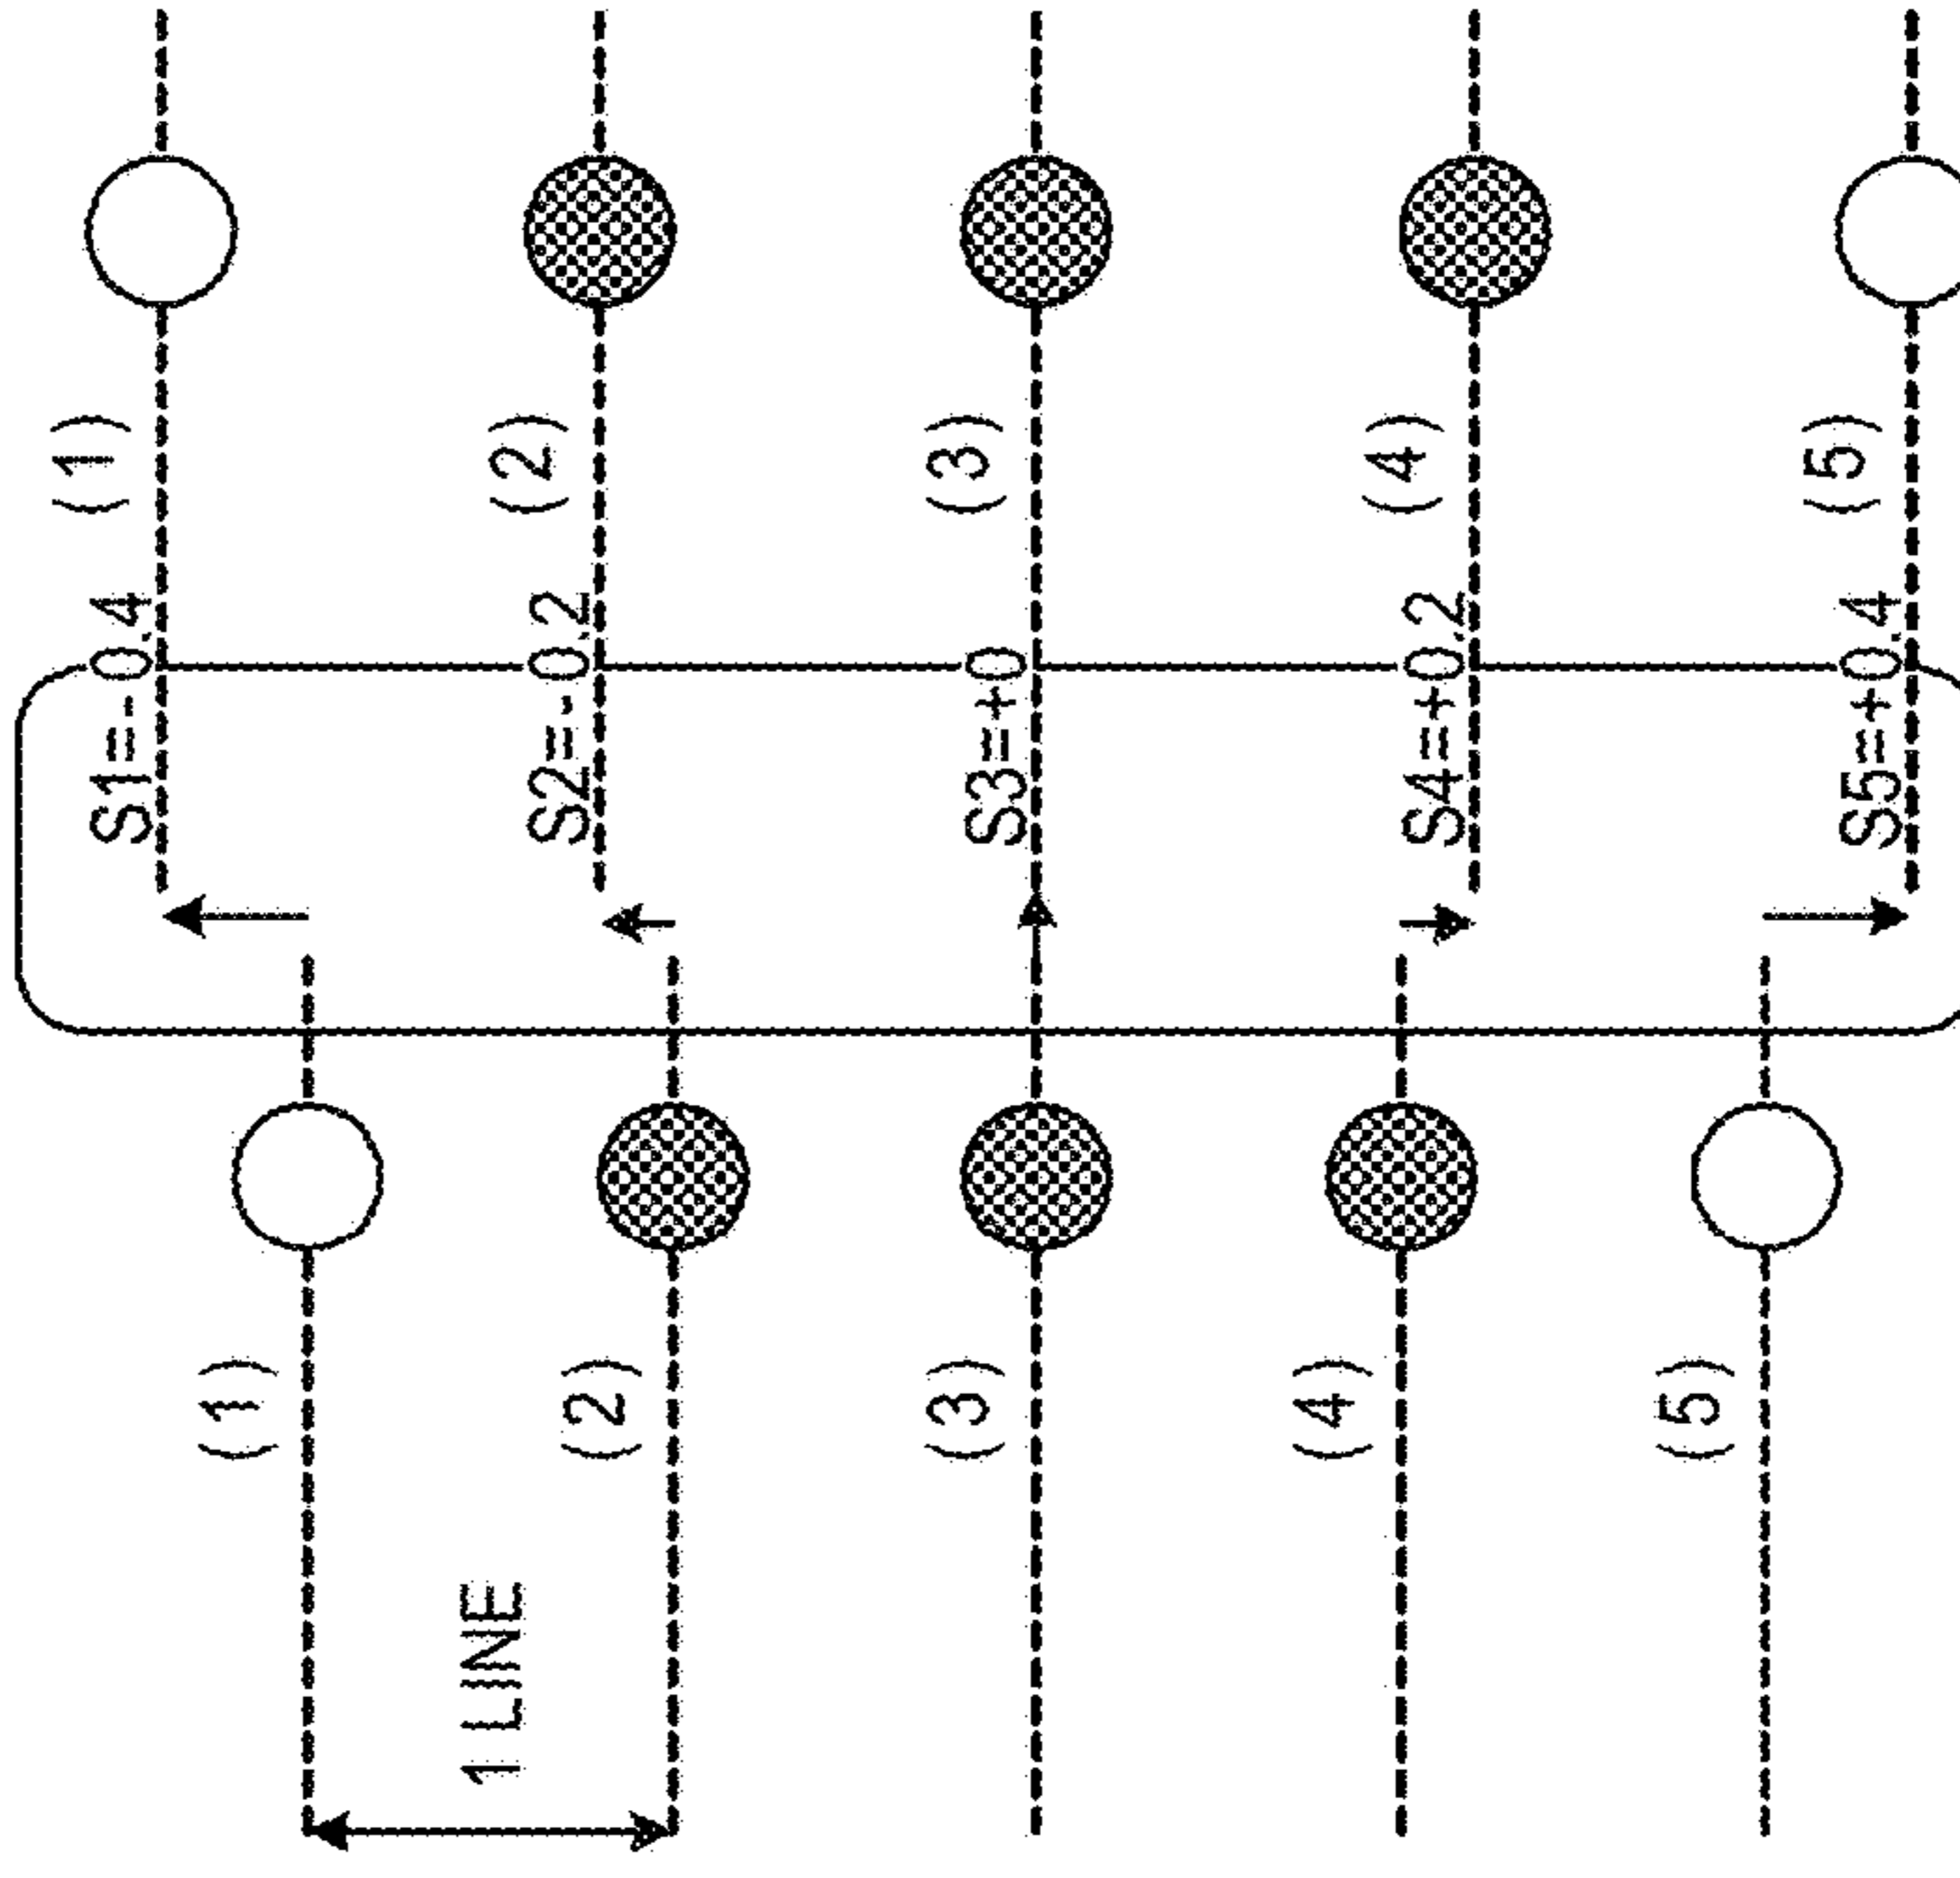 (1)
(2)
(3)
(4)
(5)
S1=-0.4
S2=-0.2
S3=+0
S4=+0.2
S5=+0.4
(1)
(2)
(3)
(4)
(5)
1 LINE